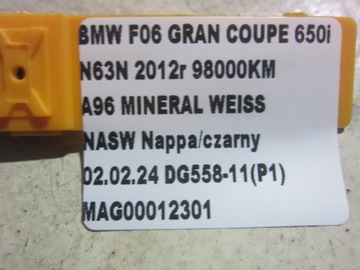 BMW F06 GRAN COUPE 650i
N63N 2012r 98000KM
A96 MINERAL WEISS
NASW Nappa/czarny
02.02.24 DG558-11(P1)
MAG00012301